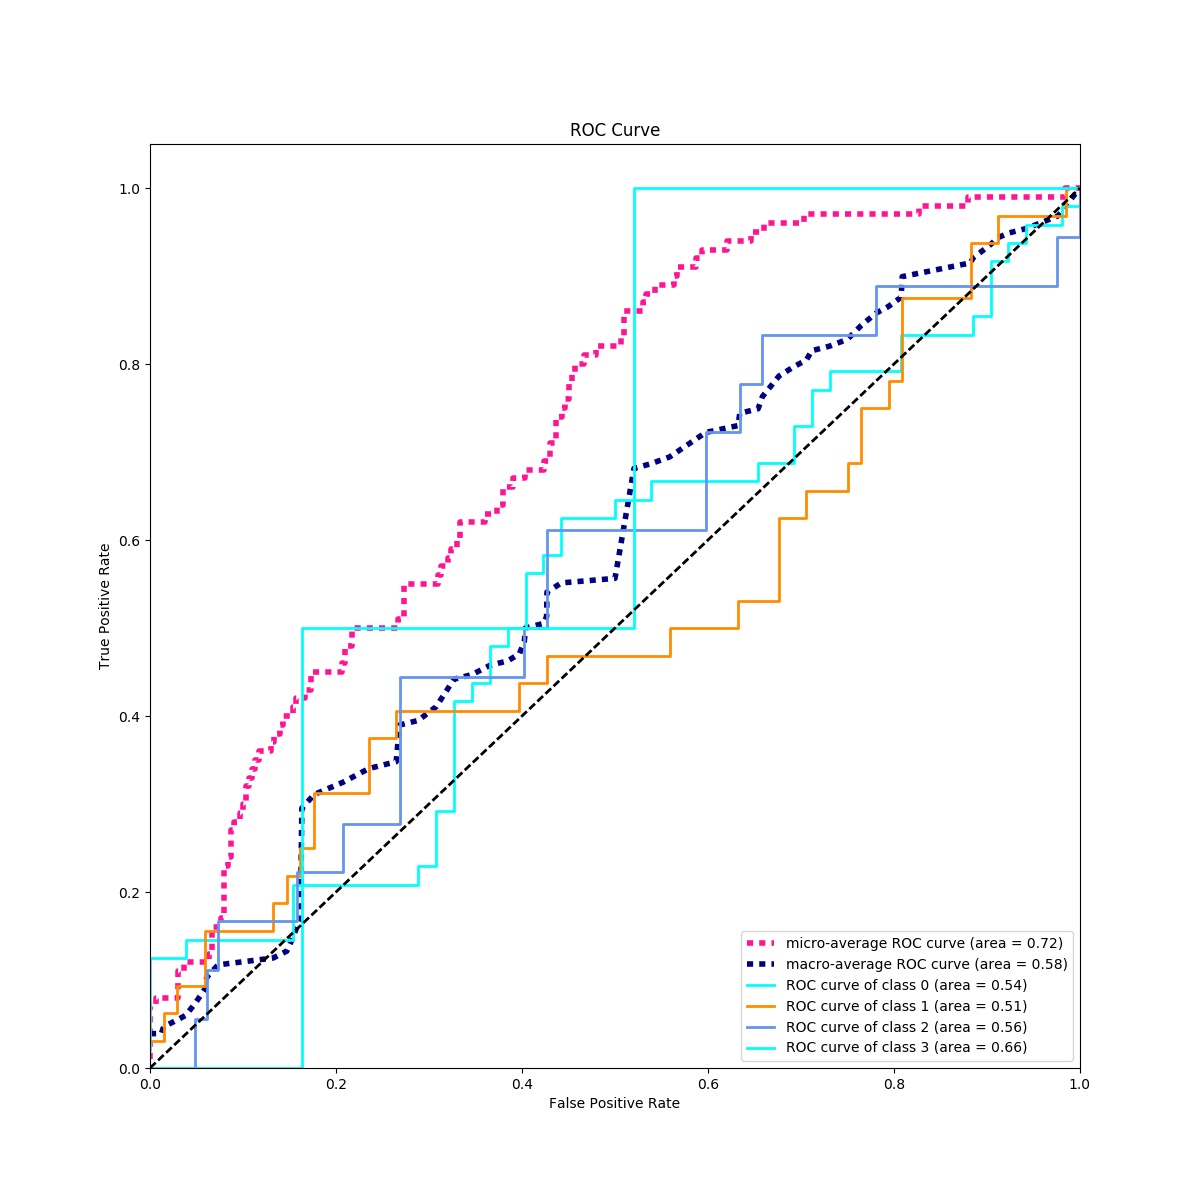 ROC Curve
1.0
0.8
0.6
0.4
0.2
0.0
True Positive Rate
0.0 0.2 0.4 0.6 0.8 1.0
False Positive Rate
micro-average ROC curve (area = 0.72)
macro-average ROC curve (area = 0.58)
ROC curve of class 0 (area = 0.54)
ROC curve of class 1 (area = 0.51)
ROC curve of class 2 (area = 0.56)
ROC curve of class 3 (area = 0.66)